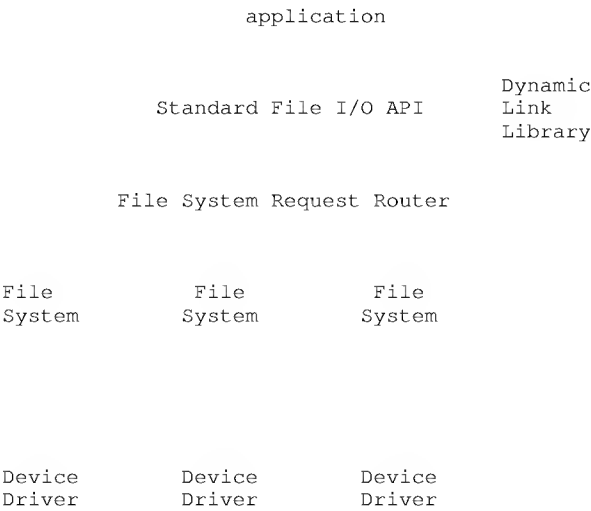 application
Dynamic
Standard File I/O API Link
Library
File System Request Router
File File File
System System System
Device Device Device
Driver Driver Driver